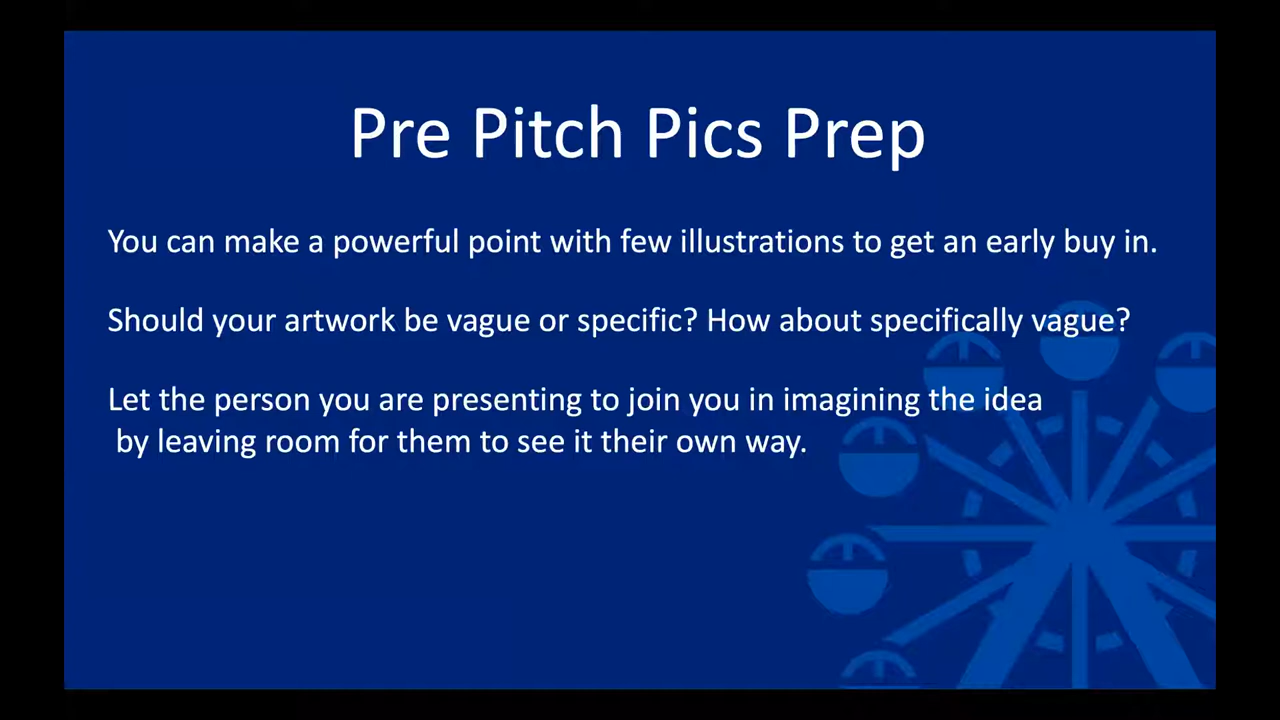 Pre Pitch Pics Prep
You can make a powerful point with few illustrations to get an early buy in.
Should your artwork be vague or specific? How about specifically vague?
Let the person you are presenting to join you in imagining the idea
by leaving room for them to see it their own way.